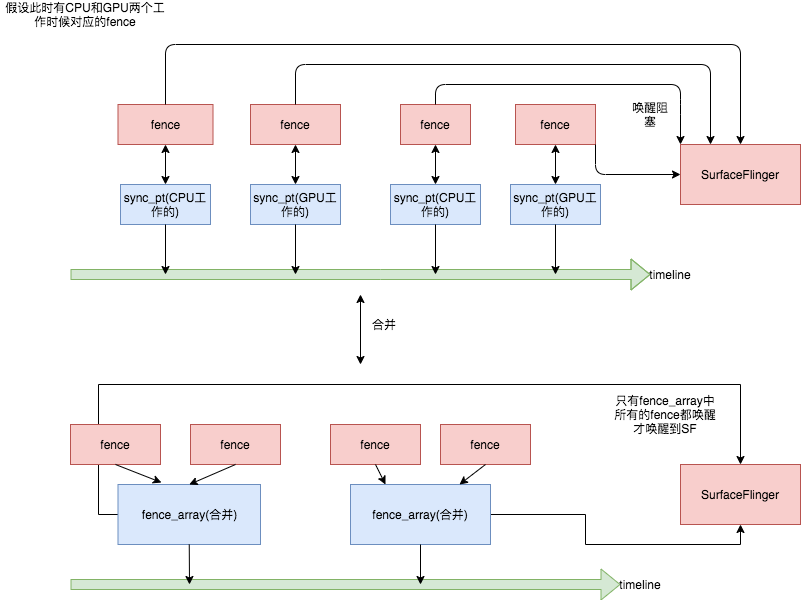 假设此时有CPU和GPU两个工
作时候对应的fence
唤醒阻
塞
fence
fence
fence
fence
SurfaceFlinger
sync_pt(CPU工
作的)
sync_pt(GPU工
作的)
sync_pt(CPU工
作的)
sync_pt(GPU工
作的)
timeline
合并
只有fence_array中
所有的fence都唤醒
才唤醒到SF
fence
fence
fence
fence
SurfaceFlinger
fence_array(合并)
fence_array(合并)
timeline